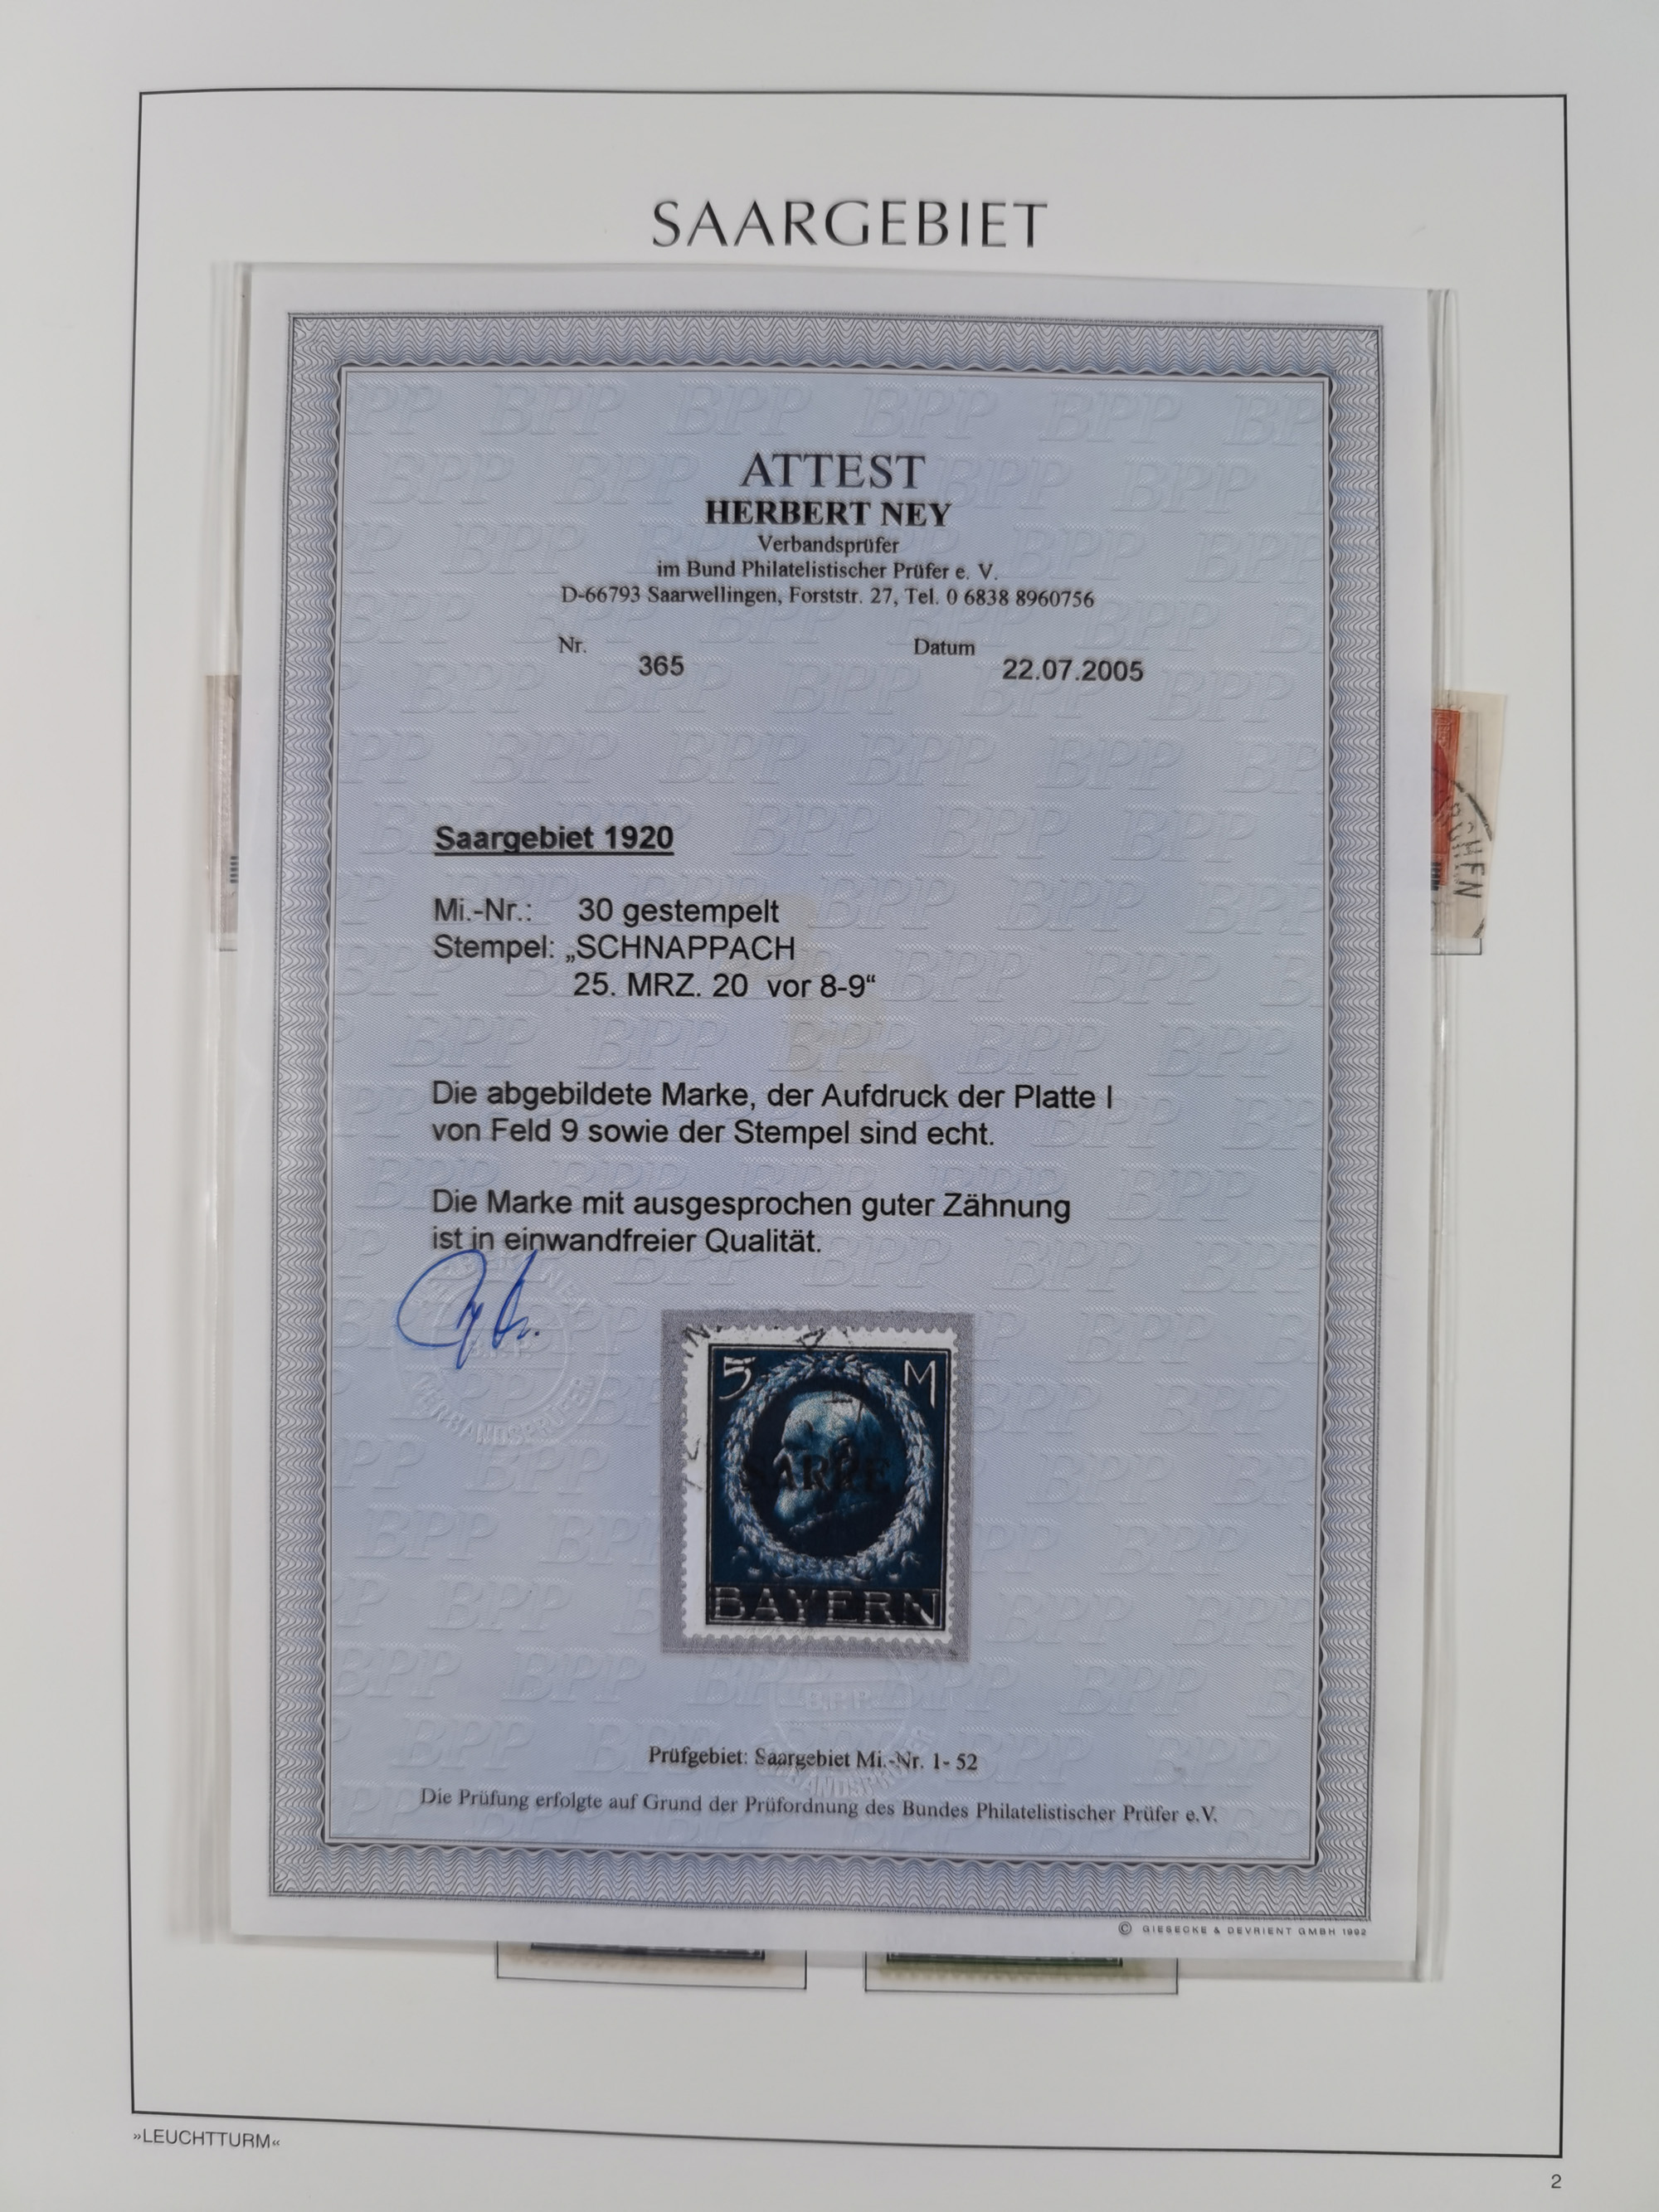 SAARGEBIET
ATTEST
HERBERT NEY
Verbandsprüfer
im Bund Philatelistischer Prüfer e. V.
D-66793 Saarwellingen, Forststr. 27, Tel. 0 6838 8960756
Nr. Datum
365 22.07.2005
Saargebiet 1920
Mi.-Nr.: 30 gestempelt
Stempel: „SCHNAPPACH
25. MRZ. 20 vor 8-9“
Die abgebildete Marke, der Aufdruck der Platte I
von Feld 9 sowie der Stempel sind echt.
Die Marke mit ausgesprochen guter Zähnung
ist in einwandfreier Qualität.
VERBANDSPRÜFER
5 M
SARRE
BAYERN
B.P.P.
Prüfgebiet: Saargebiet Mi.-Nr. 1- 52
Die Prüfung erfolgte auf Grund der Prüfordnung des Bundes Philatelistischer Prüfer e.V.
© GIESECKE & DEVRIENT GMBH 1992
»LEUCHTTURM«
2